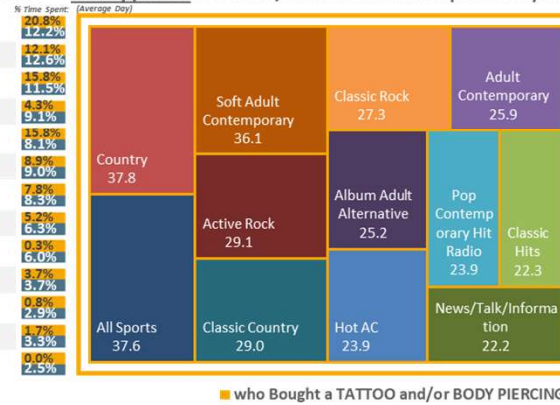 % Time Spent: (Average Day)
20.8%
12.2%
12.1%
12.6%
15.8%
11.5%
4.3%
9.1%
15.8%
8.1%
8.9%
9.0%
7.8%
8.3%
5.2%
6.3%
0.3%
6.0%
3.7%
3.7%
0.8%
2.9%
1.7%
3.3%
0.0%
2.5%
Country
37.8
All Sports
37.6
Soft Adult
Contemporary
36.1
Active Rock
29.1
Classic Country
29.0
Classic Rock
27.3
Adult
Contemporary
25.9
Album Adult
Alternative
25.2
Hot AC
23.9
Pop
Contemp
orary Hit
Radio
23.9
Classic
Hits
22.3
News/Talk/Informa
tion
22.2
who Bought a TATTOO and/or BODY PIERCING